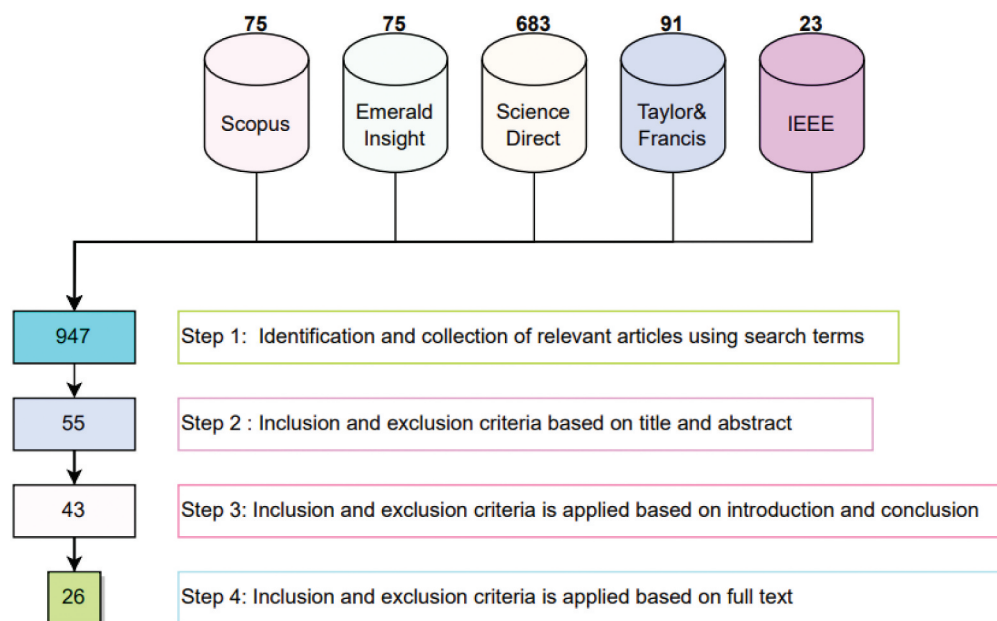 75 75 683 91 23
Scopus
Emerald
Insight
Science
Direct
Taylor&
Francis
IEEE
947
Step 1: Identification and collection of relevant articles using search terms
55
Step 2 : Inclusion and exclusion criteria based on title and abstract
43
Step 3: Inclusion and exclusion criteria is applied based on introduction and conclusion
26
Step 4: Inclusion and exclusion criteria is applied based on full text